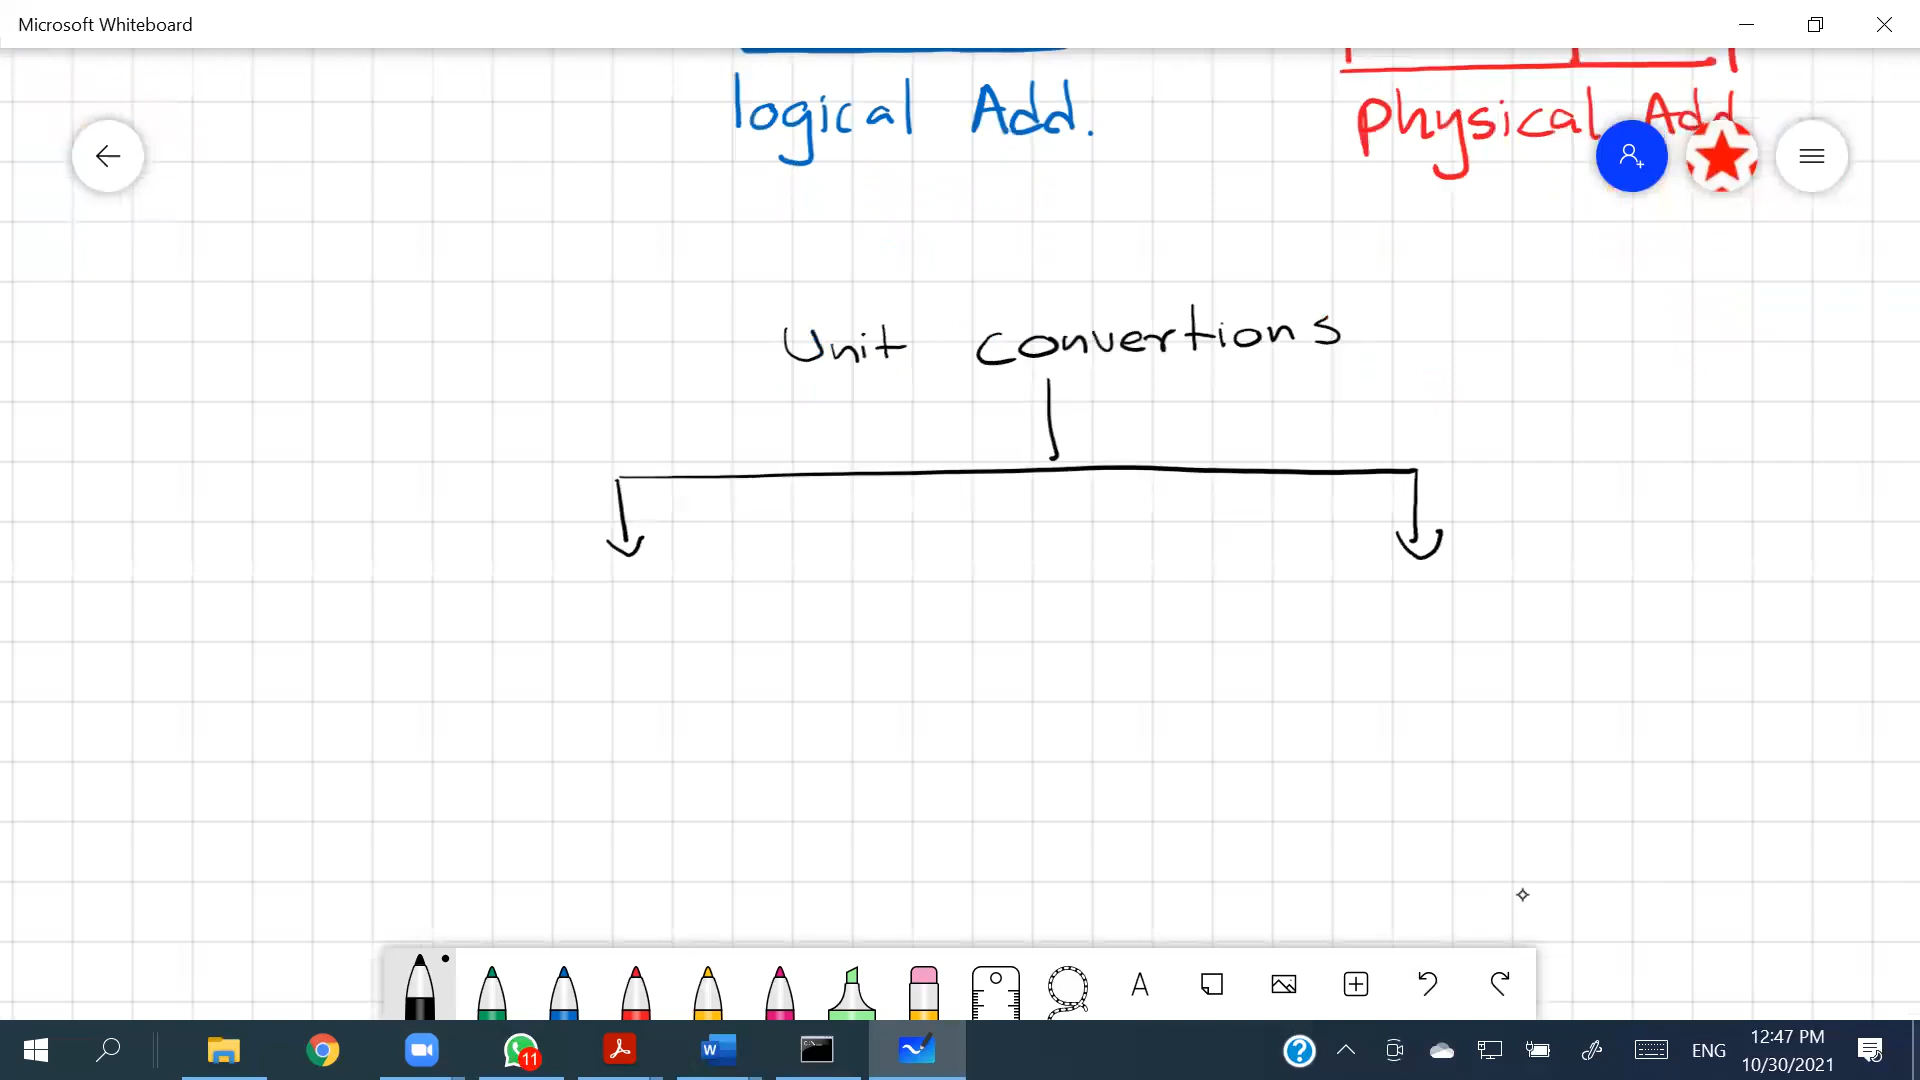 Microsoft Whiteboard
logical Add.
physical Add
Unit convertions
A
11
W
ENG
12:47 PM
10/30/2021